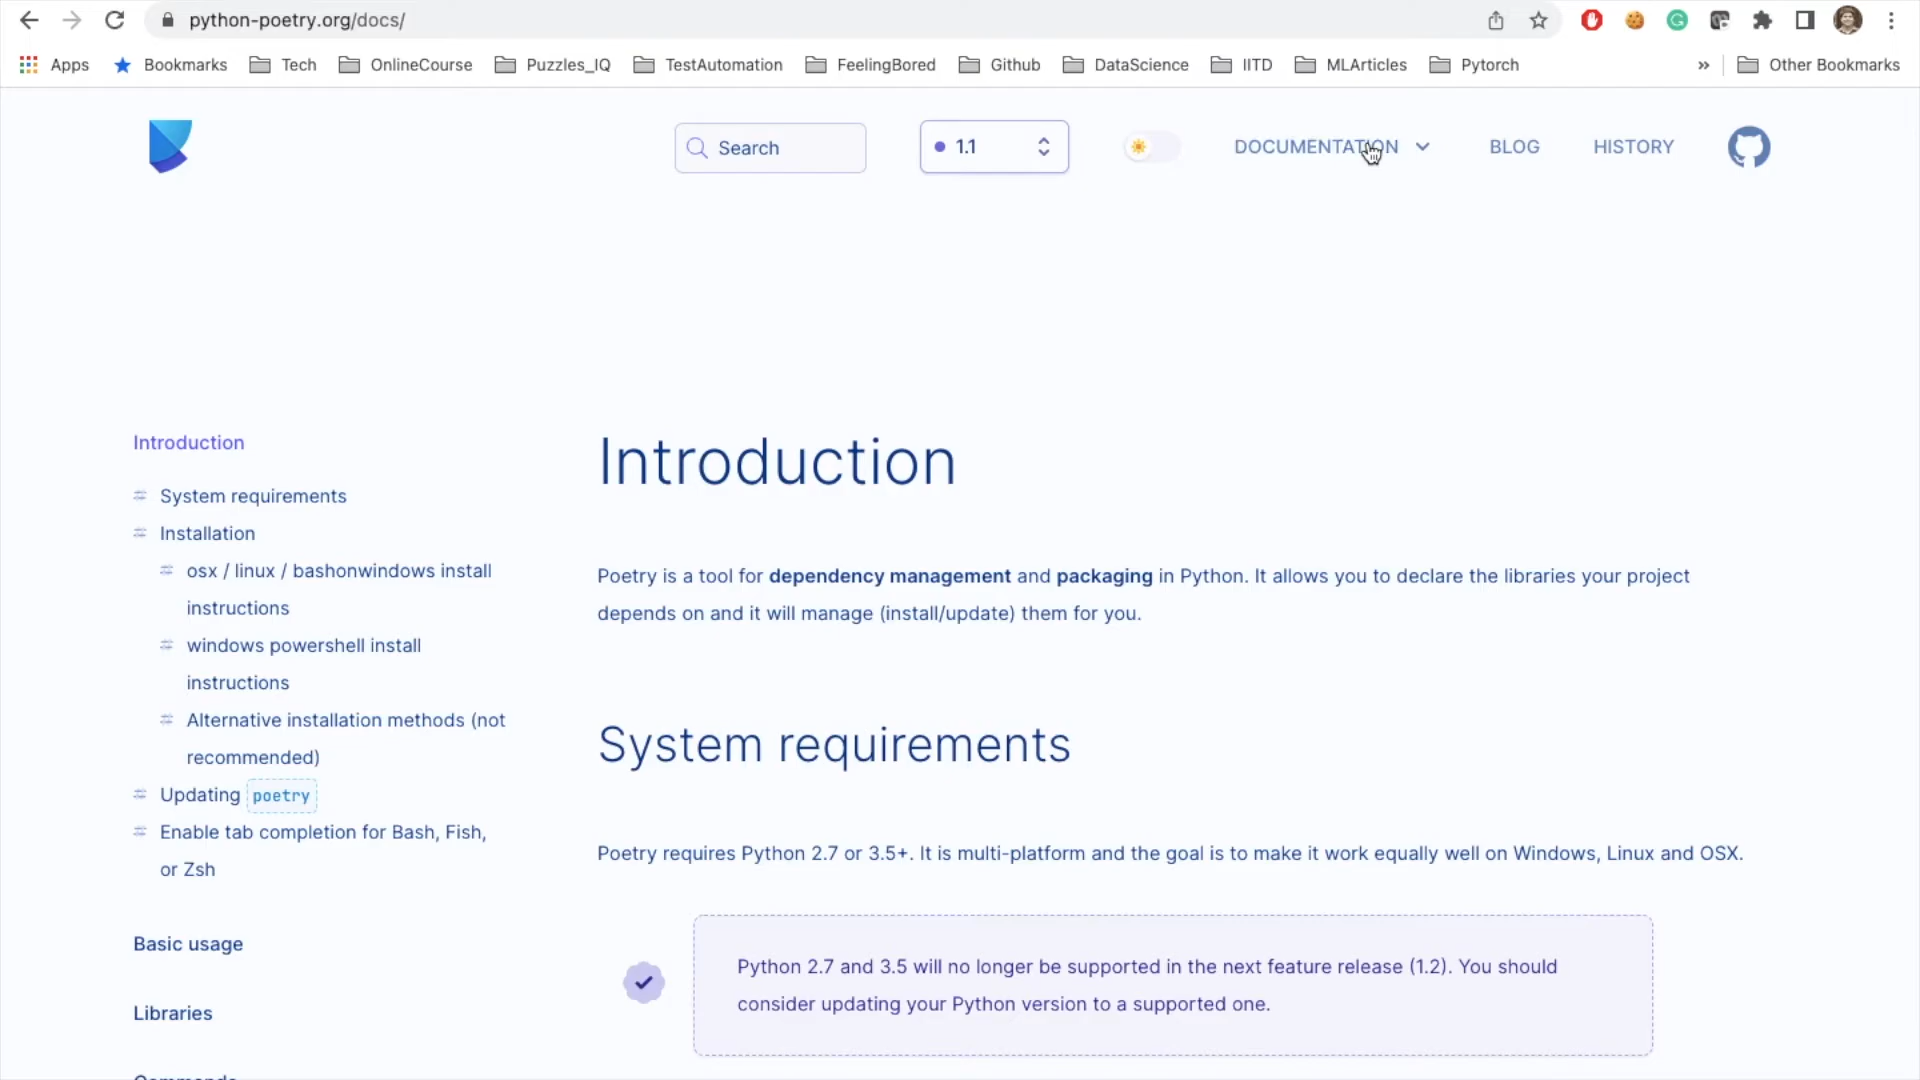 python-poetry.org/docs/
Apps Bookmarks Tech OnlineCourse Puzzles_IQ TestAutomation FeelingBored Github DataScience IITD MLArticles Pytorch » Other Bookmarks
Search 1.1 DOCUMENTATION BLOG HISTORY
Introduction
System requirements
Installation
osx / linux / bashonwindows install
instructions
windows powershell install
instructions
Alternative installation methods (not
recommended)
Updating poetry
Enable tab completion for Bash, Fish,
or Zsh
Basic usage
Libraries
Commands
Introduction
Poetry is a tool for dependency management and packaging in Python. It allows you to declare the libraries your project
depends on and it will manage (install/update) them for you.
System requirements
Poetry requires Python 2.7 or 3.5+. It is multi-platform and the goal is to make it work equally well on Windows, Linux and OSX.
Python 2.7 and 3.5 will no longer be supported in the next feature release (1.2). You should
consider updating your Python version to a supported one.